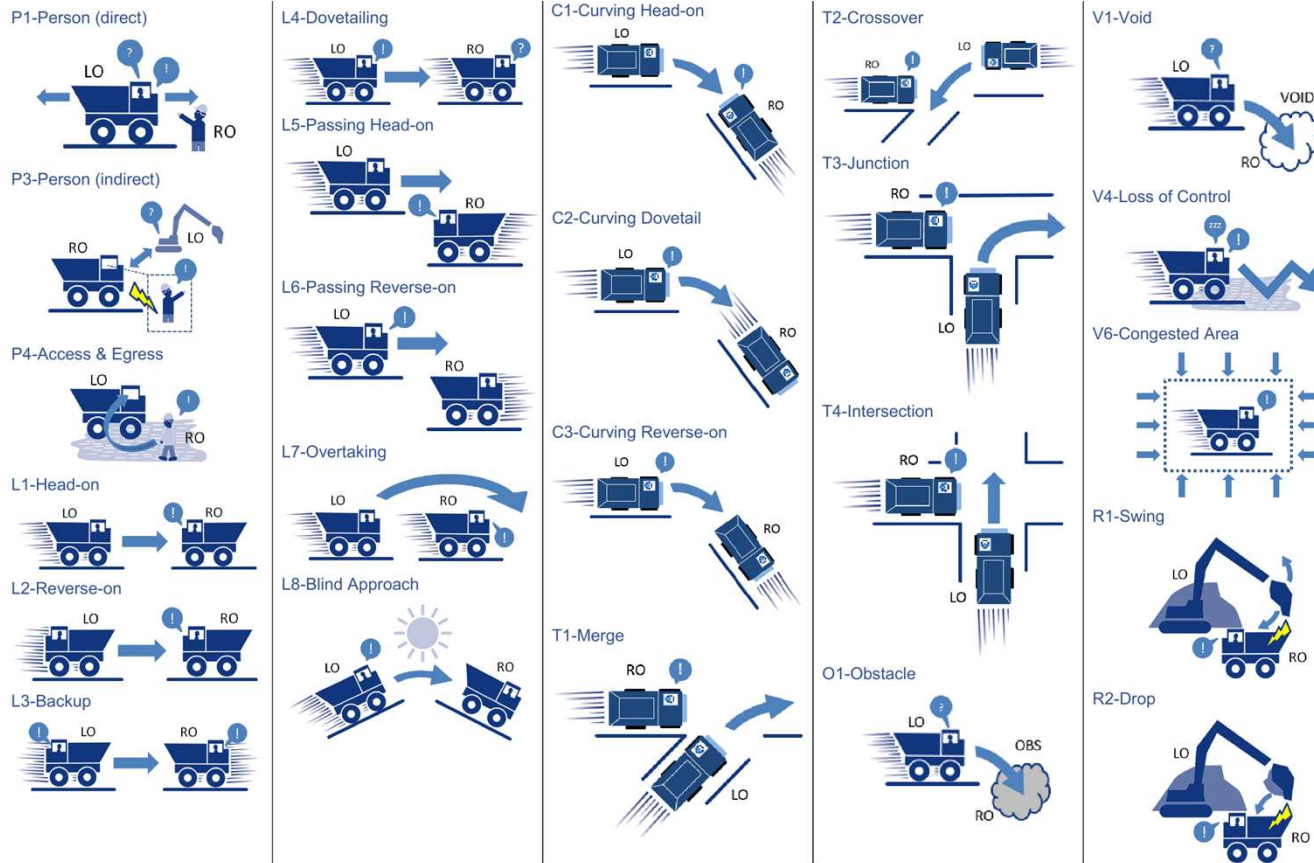 P1-Person (direct)
?
!
LO
RO
P3-Person (indirect)
?
RO
LO
!
P4-Access & Egress
LO
!
RO
L1-Head-on
LO
!
RO
L2-Reverse-on
LO
!
RO
L3-Backup
!
LO
RO
!
L4-Dovetailing
LO
!
RO
?
L5-Passing Head-on
LO
!
RO
L6-Passing Reverse-on
LO
!
RO
L7-Overtaking
LO
RO
!
L8-Blind Approach
LO
!
RO
C1-Curving Head-on
LO
!
RO
C2-Curving Dovetail
LO
!
RO
C3-Curving Reverse-on
LO
!
RO
T1-Merge
RO
!
LO
T2-Crossover
RO
!
LO
T3-Junction
RO
!
LO
T4-Intersection
RO
!
LO
O1-Obstacle
LO
?
OBS
RO
V1-Void
LO
?
VOID
RO
V4-Loss of Control
LO
zzz
!
V6-Congested Area
!
R1-Swing
LO
!
RO
R2-Drop
LO
!
RO